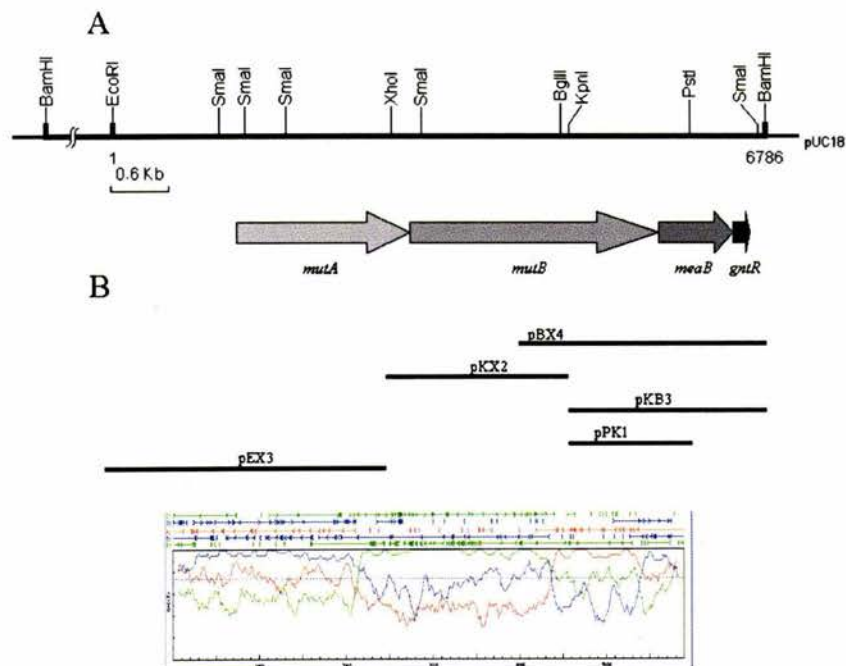 A
BamHI
EcoRI
SmaI
SmaI
SmaI
XhoI
SmaI
BglII
KpnI
PstI
SmaI
BamHI
pUC18
1
6786
0.6 Kb
mutA
mutB
meaB
gntR
B
pBX4
pKX2
pKB3
pPK1
pEX3